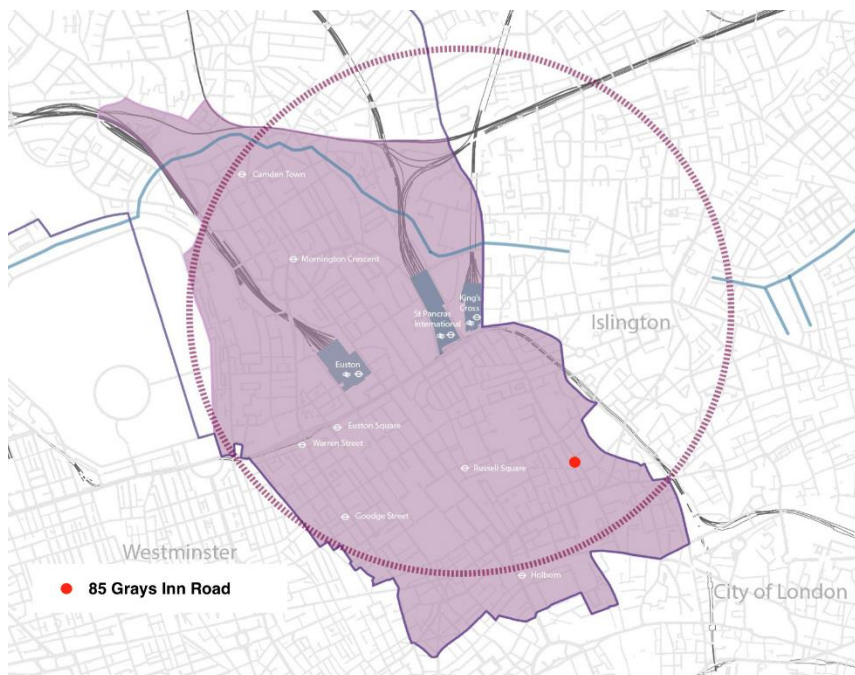 Camden Town
Mornington Crescent
King's
Cross
St Pancras
International
Islington
Euston
Euston Square
Warren Street
Russell Square
Goodge Street
Westminster
85 Grays Inn Road
Holborn
City of London